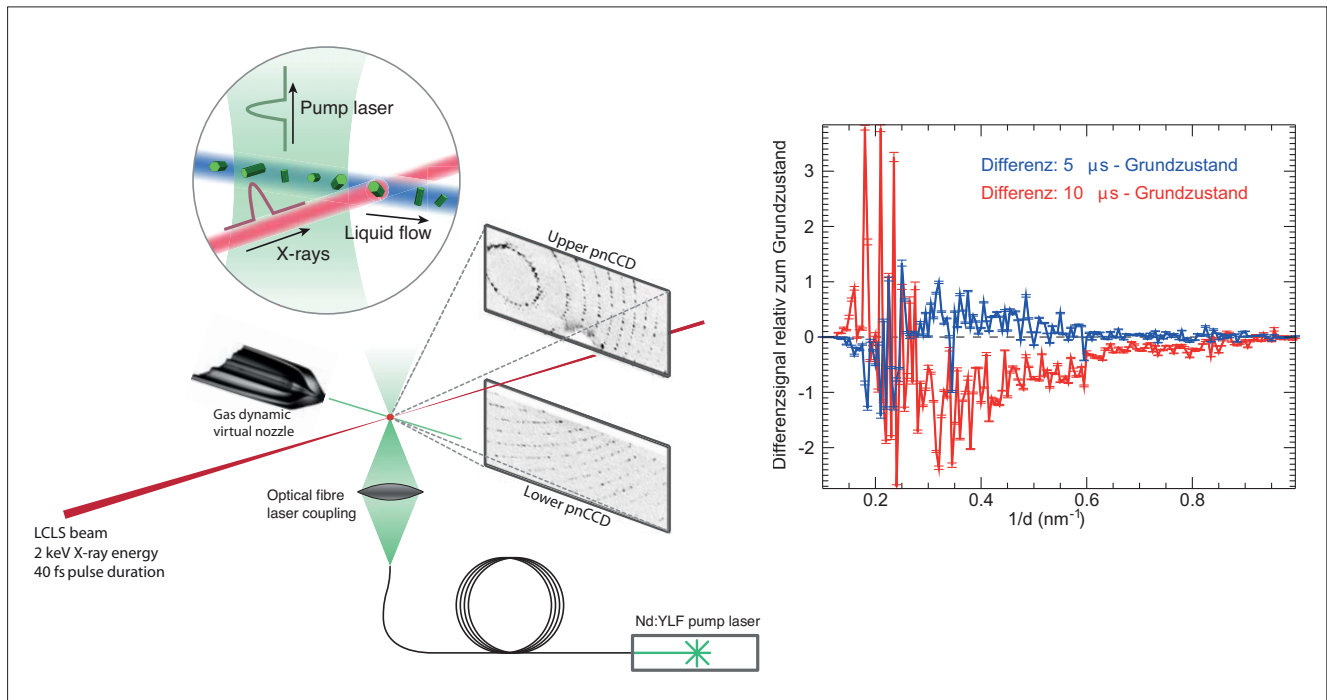 Pump laser
Liquid flow
X-rays
Upper pnCCD
Gas dynamic
virtual nozzle
Lower pnCCD
Optical fibre
laser coupling
LCLS beam
2 keV X-ray energy
40 fs pulse duration
Nd:YLF pump laser
Differenz: 5 µs - Grundzustand
Differenz: 10 µs - Grundzustand
Differenzsignal relativ zum Grundzustand
3
2
1
0
-1
-2
0.2 0.4 0.6 0.8
1/d (nm⁻¹)